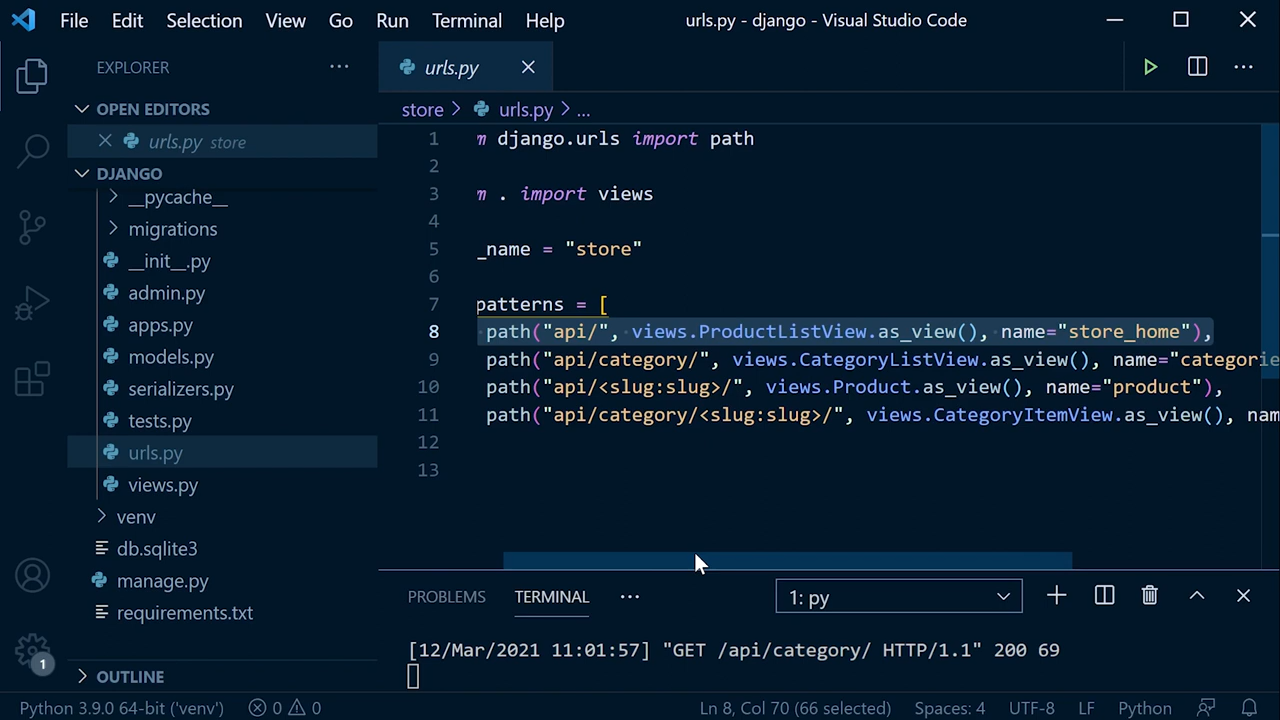 File Edit Selection View Go Run Terminal Help urls.py - django - Visual Studio Code
EXPLORER ...
urls.py
OPEN EDITORS
urls.py store
DJANGO
__pycache__
migrations
__init__.py
admin.py
apps.py
models.py
serializers.py
tests.py
urls.py
views.py
venv
db.sqlite3
manage.py
requirements.txt
OUTLINE
store > urls.py > ...
1 m django.urls import path
2
3 m . import views
4
5 _name = "store"
6
7 patterns = [
8 path("api/", views.ProductListView.as_view(), name="store_home"),
9 path("api/category/", views.CategoryListView.as_view(), name="categorie
10 path("api/<slug:slug>/", views.Product.as_view(), name="product"),
11 path("api/category/<slug:slug>/", views.CategoryItemView.as_view(), nam
12
13
PROBLEMS TERMINAL ... 1: py
[12/Mar/2021 11:01:57] "GET /api/category/ HTTP/1.1" 200 69
1
Python 3.9.0 64-bit ('venv') 0 0 Ln 8, Col 70 (66 selected) Spaces: 4 UTF-8 LF Python